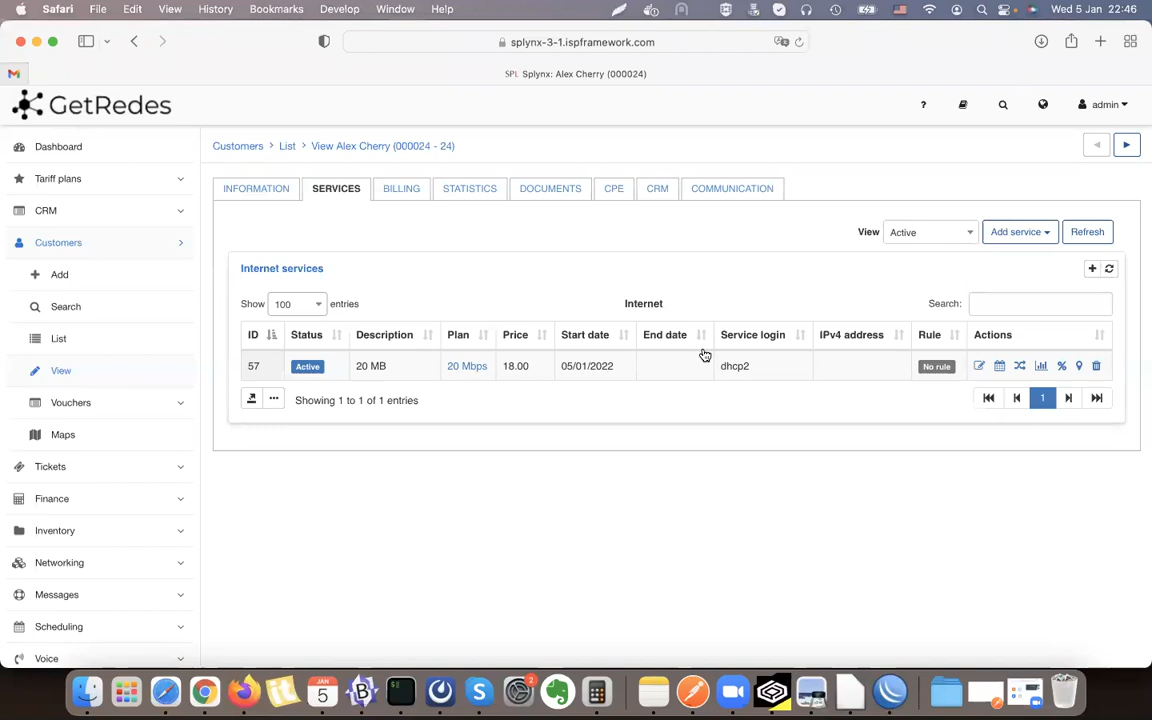 Safari File Edit View History Bookmarks Develop Window Help Wed 5 Jan 22:46
splynx-3-1.ispframework.com
SPL Splynx: Alex Cherry (000024)
GetRedes
? admin
Dashboard
Tariff plans
CRM
Customers
Add
Search
List
View
Vouchers
Maps
Tickets
Finance
Inventory
Networking
Messages
Scheduling
Voice
Customers > List > View Alex Cherry (000024 - 24)
INFORMATION SERVICES BILLING STATISTICS DOCUMENTS CPE CRM COMMUNICATION
View Active Add service Refresh
Internet services
Show 100 entries Internet Search:
ID Status Description Plan Price Start date End date Service login IPv4 address Rule Actions
57 Active 20 MB 20 Mbps 18.00 05/01/2022 dhcp2 No rule
Showing 1 to 1 of 1 entries 1
JAN
5
2